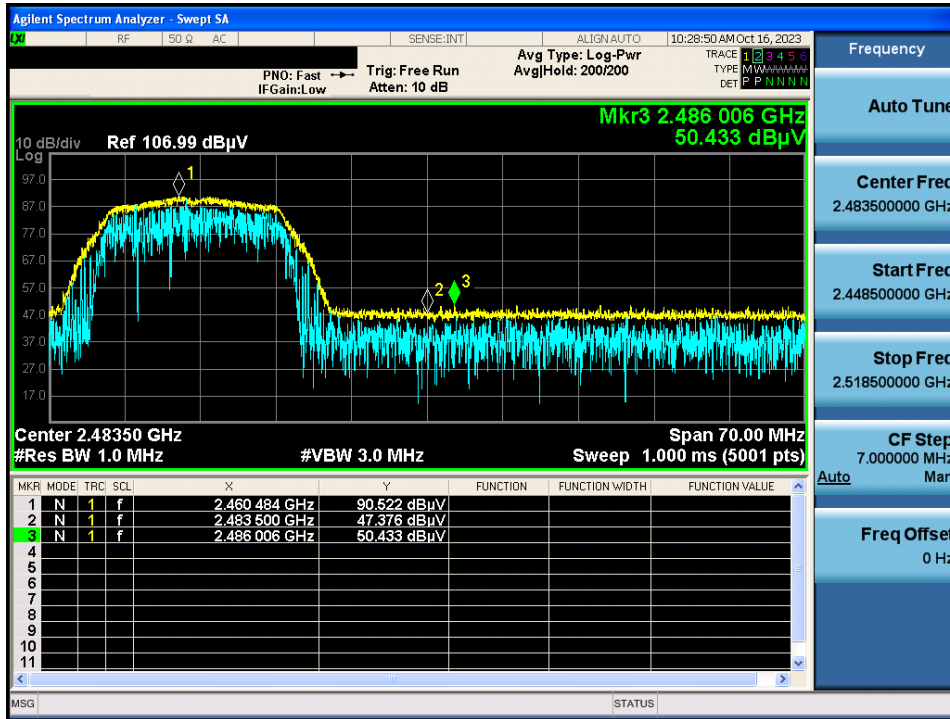 Agilent Spectrum Analyzer - Swept SA
LXI RF 50 Ω AC SENSE:INT ALIGN AUTO 10:28:50 AM Oct 16, 2023
Frequency
PNO: Fast
IFGain:Low
Trig: Free Run
Atten: 10 dB
Avg Type: Log-Pwr
Avg|Hold: 200/200
TRACE 1 2 3 4 5 6
TYPE M W W W W W
DET P P N N N N
Auto Tune
Mkr3 2.486 006 GHz
50.433 dBµV
10 dB/div Ref 106.99 dBµV
Log
97.0
87.0
77.0
67.0
57.0
47.0
37.0
27.0
17.0
1
2
3
Center Freq
2.483500000 GHz
Start Freq
2.448500000 GHz
Stop Freq
2.518500000 GHz
Center 2.48350 GHz Span 70.00 MHz
#Res BW 1.0 MHz #VBW 3.0 MHz Sweep 1.000 ms (5001 pts)
CF Step
7.000000 MHz
Auto Man
Freq Offset
0 Hz
MKR MODE TRC SCL X Y FUNCTION FUNCTION WIDTH FUNCTION VALUE
1 N 1 f 2.460 484 GHz 90.522 dBµV
2 N 1 f 2.483 500 GHz 47.376 dBµV
3 N 1 f 2.486 006 GHz 50.433 dBµV
4
5
6
7
8
9
10
11
MSG STATUS